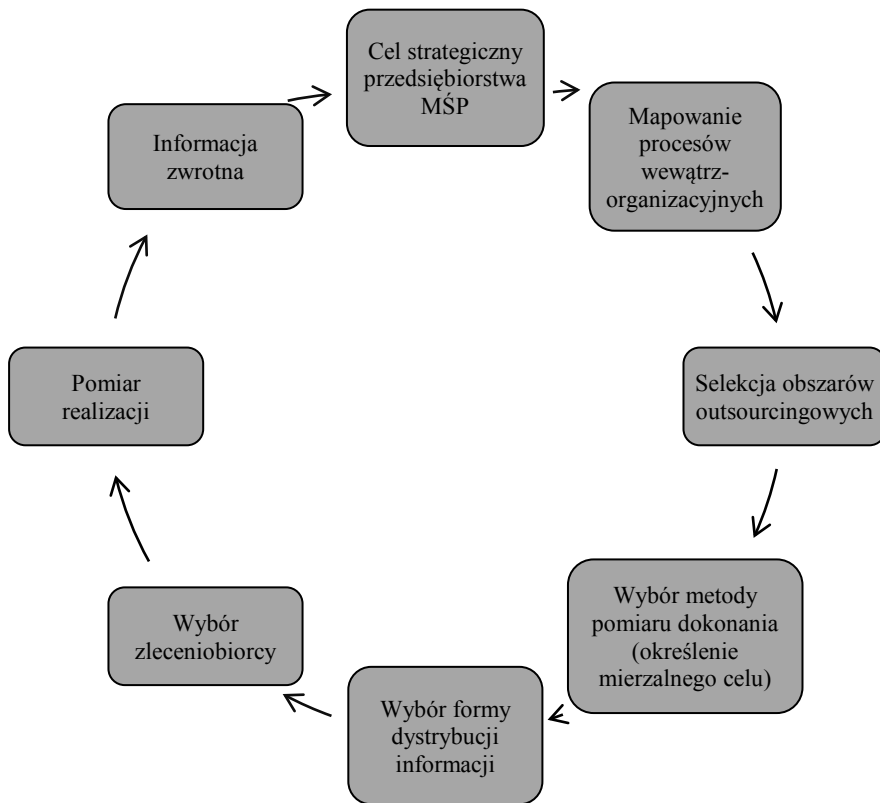 Cel strategiczny
przedsiębiorstwa
MŚP
Mapowanie
procesów
wewątrz-
organizacyjnych
Selekcja obszarów
outsourcingowych
Wybór metody
pomiaru dokonania
(określenie
mierzalnego celu)
Wybór formy
dystrybucji
informacji
Wybór
zleceniobiorcy
Pomiar
realizacji
Informacja
zwrotna